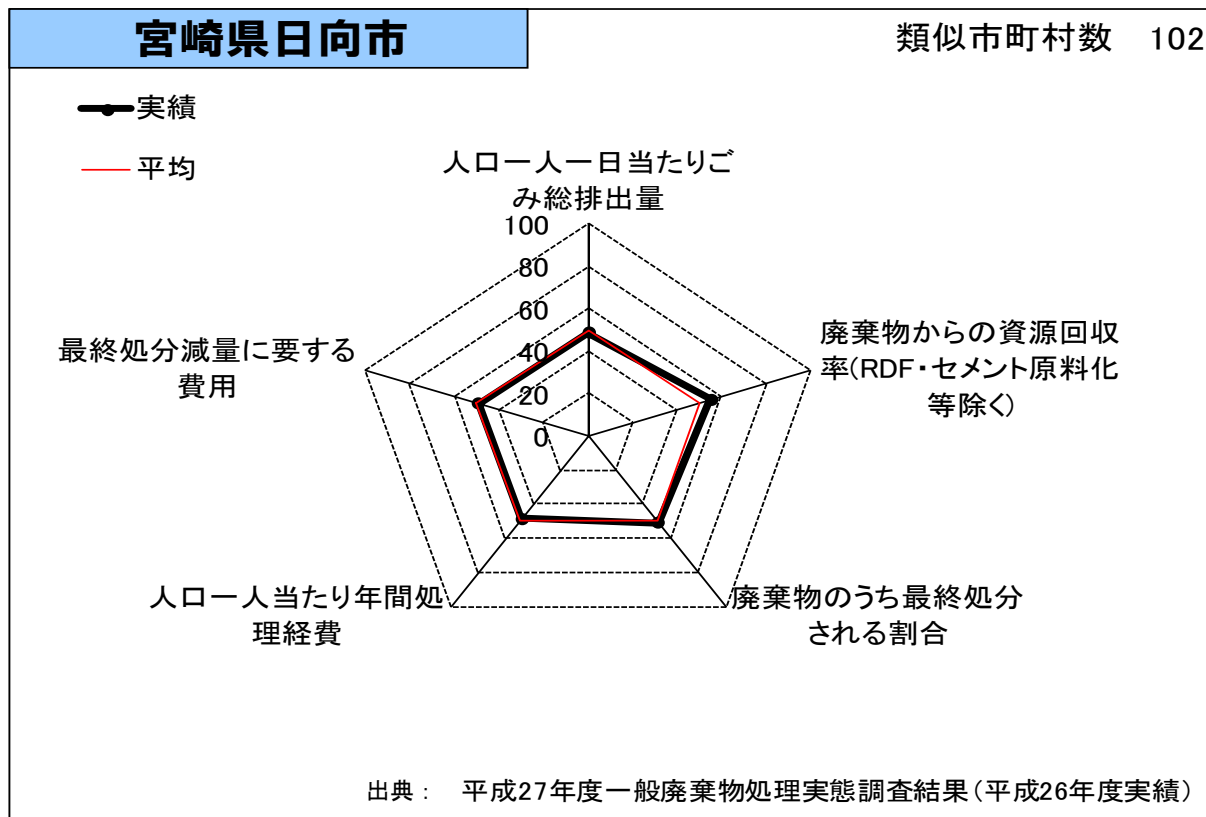 宮崎県日向市
類似市町村数　102
実績
平均
人口一人一日当たりご
み総排出量
100
80
60
40
20
0
廃棄物からの資源回収
率(RDF・セメント原料化
等除く)
廃棄物のうち最終処分
される割合
人口一人当たり年間処
理経費
最終処分減量に要する
費用
出典：　平成27年度一般廃棄物処理実態調査結果(平成26年度実績)